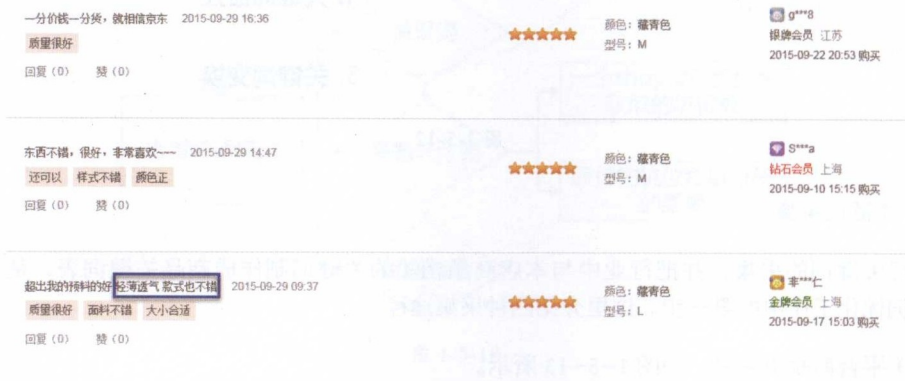 一分价钱一分货，就相信京东 2015-09-29 16:36
质量很好
回复（0） 赞（0）
颜色：藏青色
型号：M
g***8
银牌会员 江苏
2015-09-22 20:53 购买
东西不错，很好，非常喜欢~~~ 2015-09-29 14:47
还可以 样式不错 颜色正
回复（0） 赞（0）
颜色：藏青色
型号：M
S***a
钻石会员 上海
2015-09-10 15:15 购买
超出我的预料的好 轻薄透气 款式也不错 2015-09-29 09:37
质量很好 面料不错 大小合适
回复（0） 赞（0）
颜色：藏青色
型号：L
非***仁
金牌会员 上海
2015-09-17 15:03 购买